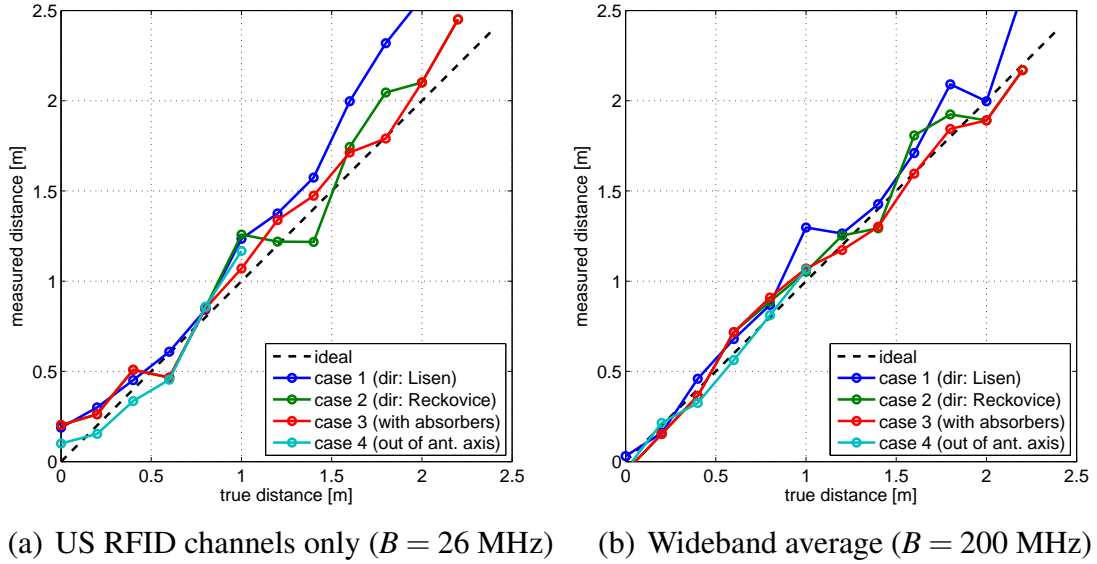 2.5
2
1.5
1
0.5
0
0
0.5
1
1.5
2
2.5
measured distance [m]
true distance [m]
ideal
case 1 (dir: Lisen)
case 2 (dir: Reckovice)
case 3 (with absorbers)
case 4 (out of ant. axis)
(a) US RFID channels only (B = 26 MHz)
2.5
2
1.5
1
0.5
0
0
0.5
1
1.5
2
2.5
measured distance [m]
true distance [m]
ideal
case 1 (dir: Lisen)
case 2 (dir: Reckovice)
case 3 (with absorbers)
case 4 (out of ant. axis)
(b) Wideband average (B = 200 MHz)